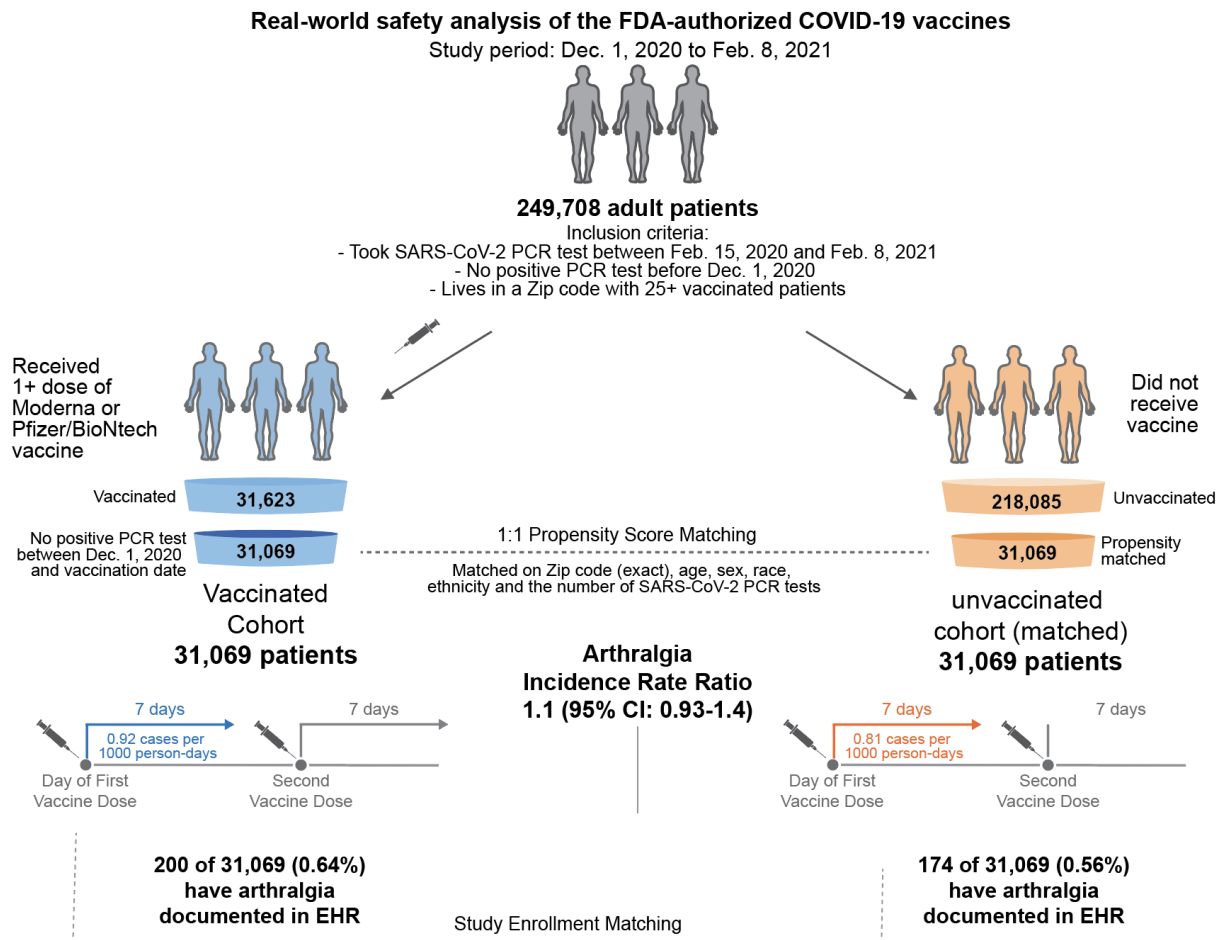 Real-world safety analysis of the FDA-authorized COVID-19 vaccines
Study period: Dec. 1, 2020 to Feb. 8, 2021
249,708 adult patients
Inclusion criteria:
- Took SARS-CoV-2 PCR test between Feb. 15, 2020 and Feb. 8, 2021
- No positive PCR test before Dec. 1, 2020
- Lives in a Zip code with 25+ vaccinated patients
Received
1+ dose of
Moderna or
Pfizer/BioNtech
vaccine
Did not
receive
vaccine
Vaccinated
31,623
218,085
Unvaccinated
No positive PCR test
between Dec. 1, 2020
and vaccination date
31,069
1:1 Propensity Score Matching
Matched on Zip code (exact), age, sex, race,
ethnicity and the number of SARS-CoV-2 PCR tests
31,069
Propensity
matched
Vaccinated
Cohort
31,069 patients
unvaccinated
cohort (matched)
31,069 patients
Arthralgia
Incidence Rate Ratio
1.1 (95% CI: 0.93-1.4)
7 days
0.92 cases per
1000 person-days
7 days
Day of First
Vaccine Dose
Second
Vaccine Dose
7 days
0.81 cases per
1000 person-days
7 days
Day of First
Vaccine Dose
Second
Vaccine Dose
200 of 31,069 (0.64%)
have arthralgia
documented in EHR
174 of 31,069 (0.56%)
have arthralgia
documented in EHR
Study Enrollment Matching